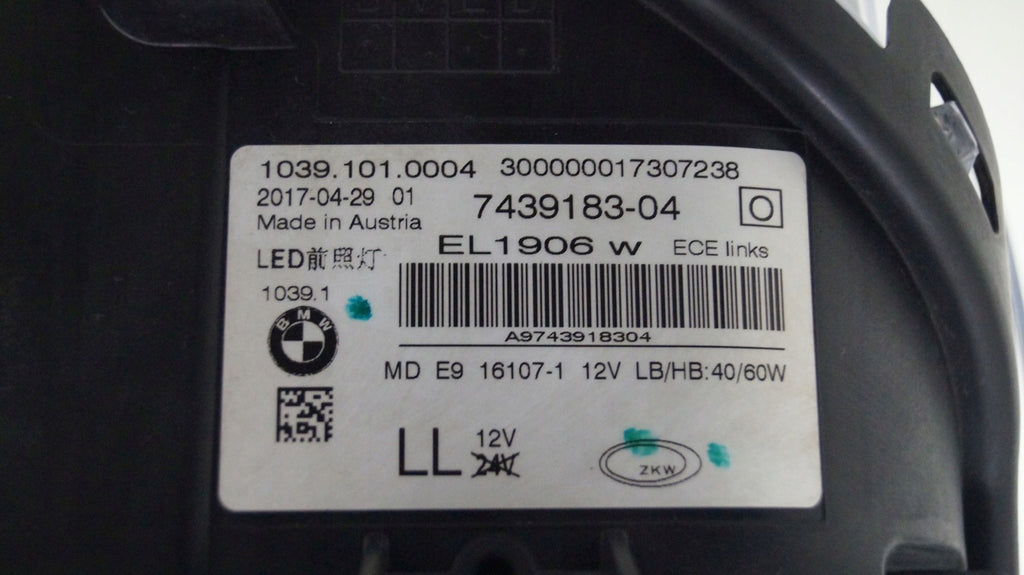 1039.101.0004 300000017307238
2017-04-29 01 7439183-04 O
Made in Austria
EL1906 w ECE links
LED前照灯
1039.1
BMW
A9743918304
MD E9 16107-1 12V LB/HB:40/60W
LL 12V
24V
ZKW